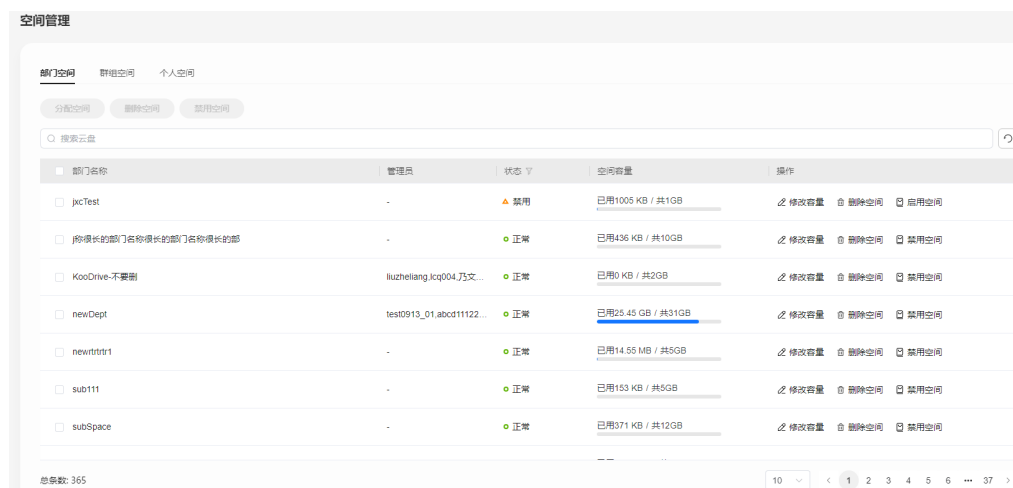 空间管理
部门空间 群组空间 个人空间
分配空间 删除空间 禁用空间
搜索云盘
部门名称 管理员 状态 空间容量 操作
jxcTest - 禁用 已用1005 KB / 共1GB 修改容量 删除空间 启用空间
j称很长的部门名称很长的部门名称很长的部 - 正常 已用436 KB / 共10GB 修改容量 删除空间 禁用空间
KooDrive-不要删 liuzheliang,lcq004,乃文... 正常 已用0 KB / 共2GB 修改容量 删除空间 禁用空间
newDept test0913_01,abcd11122... 正常 已用25.45 GB / 共31GB 修改容量 删除空间 禁用空间
newrtrtrtr1 - 正常 已用14.55 MB / 共5GB 修改容量 删除空间 禁用空间
sub111 - 正常 已用153 KB / 共5GB 修改容量 删除空间 禁用空间
subSpace - 正常 已用371 KB / 共12GB 修改容量 删除空间 禁用空间
总条数: 365 10 < 1 2 3 4 5 6 ••• 37 >